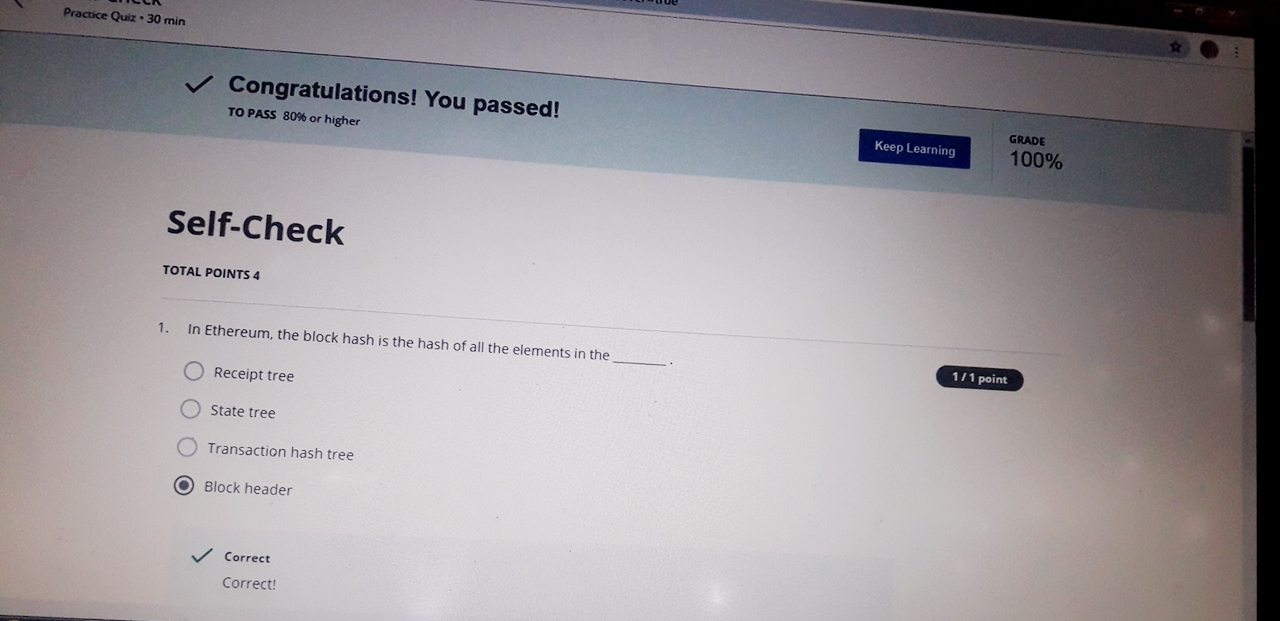 Practice Quiz • 30 min
Congratulations! You passed!
TO PASS 80% or higher
Keep Learning
GRADE
100%
Self-Check
TOTAL POINTS 4
1. In Ethereum, the block hash is the hash of all the elements in the ________ .
1 / 1 point
Receipt tree
State tree
Transaction hash tree
Block header
Correct
Correct!